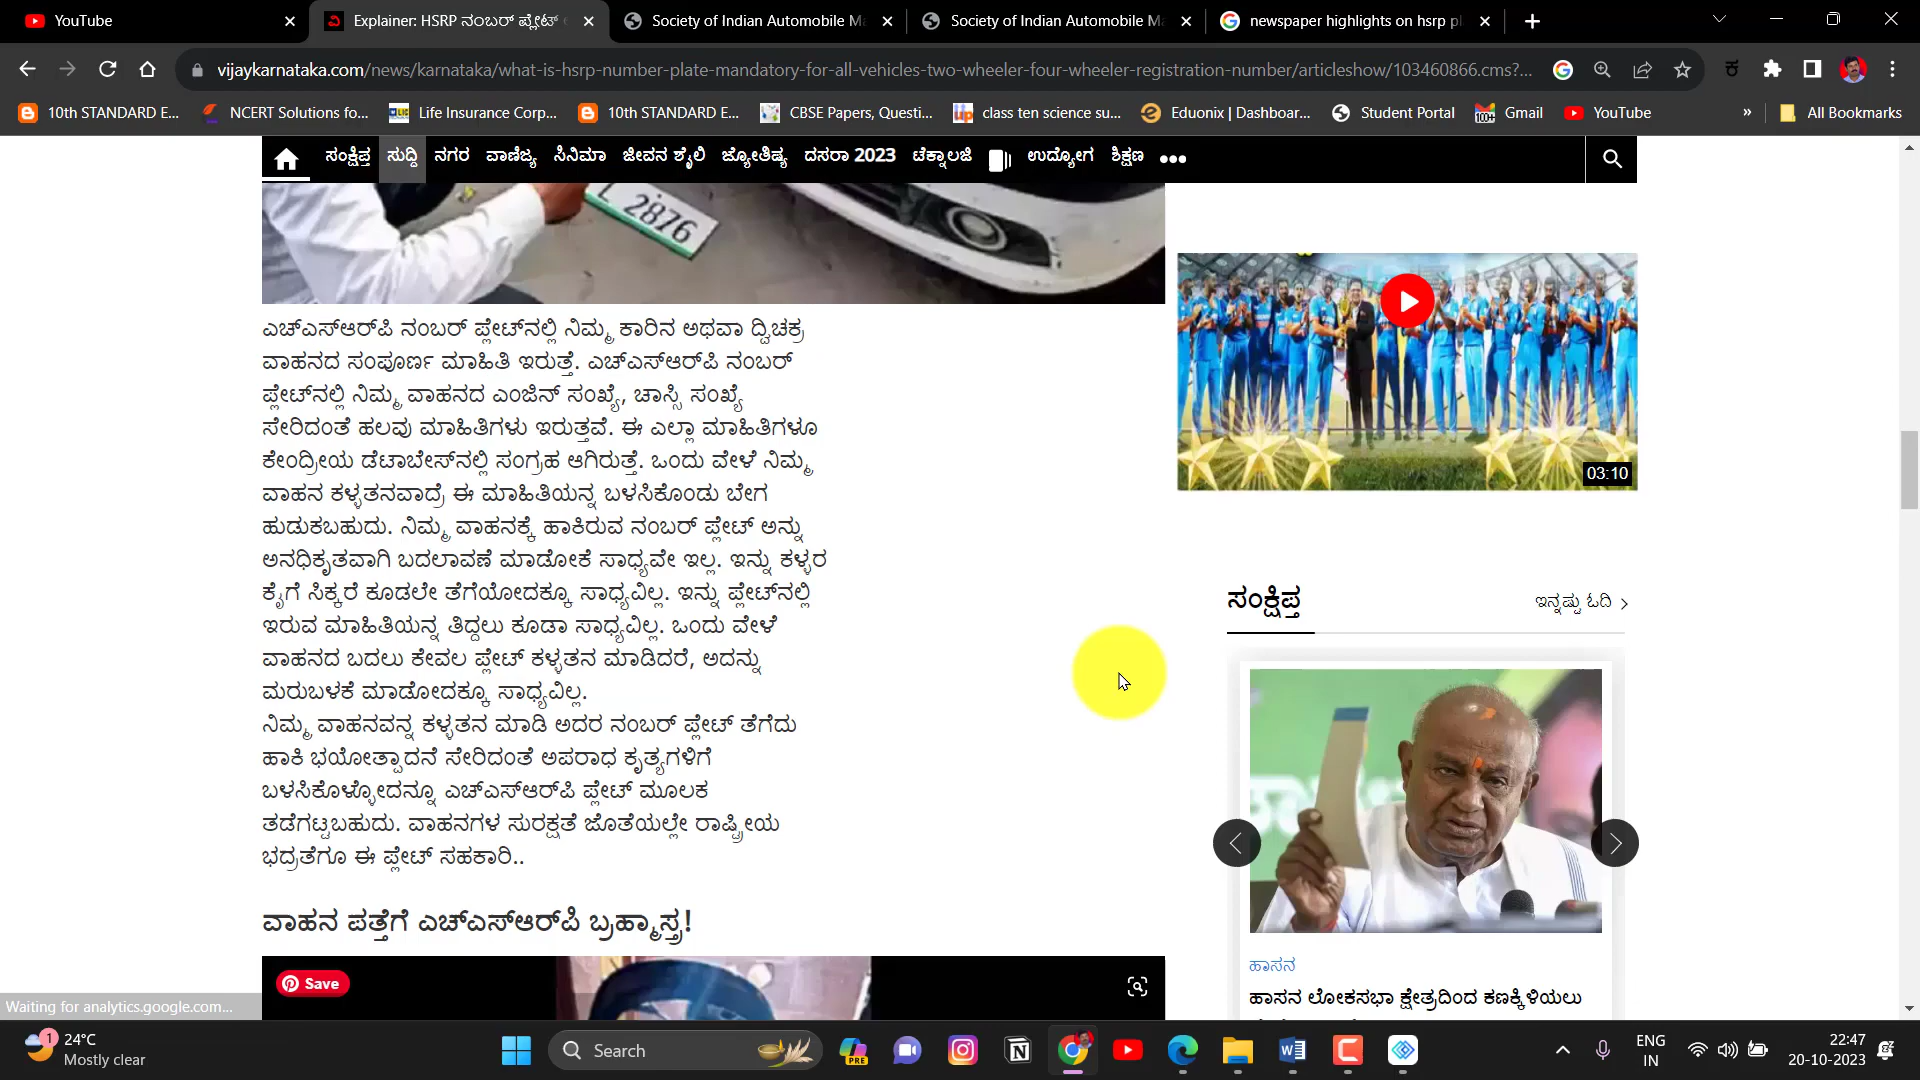 YouTube
Explainer: HSRP ನಂಬರ್ ಪ್ಲೇಟ್
Society of Indian Automobile M
Society of Indian Automobile M
newspaper highlights on hsrp pl
vijaykarnataka.com/news/karnataka/what-is-hsrp-number-plate-mandatory-for-all-vehicles-two-wheeler-four-wheeler-registration-number/articleshow/103460866.cms?...
10th STANDARD E...
NCERT Solutions fo...
Life Insurance Corp...
10th STANDARD E...
CBSE Papers, Questi...
class ten science su...
Eduonix | Dashboar...
Student Portal
Gmail
YouTube
»
All Bookmarks
ಸಂಕ್ಷಿಪ್ತ ಸುದ್ದಿ ನಗರ ವಾಣಿಜ್ಯ ಸಿನಿಮಾ ಜೀವನ ಶೈಲಿ ಜ್ಯೋತಿಷ್ಯ ದಸರಾ 2023 ಟೆಕ್ನಾಲಜಿ ಉದ್ಯೋಗ ಶಿಕ್ಷಣ
2876
ಎಚ್‌ಎಸ್‌ಆರ್‌ಪಿ ನಂಬರ್ ಪ್ಲೇಟ್‌ನಲ್ಲಿ ನಿಮ್ಮ ಕಾರಿನ ಅಥವಾ ದ್ವಿಚಕ್ರ
ವಾಹನದ ಸಂಪೂರ್ಣ ಮಾಹಿತಿ ಇರುತ್ತೆ. ಎಚ್‌ಎಸ್‌ಆರ್‌ಪಿ ನಂಬರ್
ಪ್ಲೇಟ್‌ನಲ್ಲಿ ನಿಮ್ಮ ವಾಹನದ ಎಂಜಿನ್ ಸಂಖ್ಯೆ, ಚಾಸ್ಸಿ ಸಂಖ್ಯೆ
ಸೇರಿದಂತೆ ಹಲವು ಮಾಹಿತಿಗಳು ಇರುತ್ತವೆ. ಈ ಎಲ್ಲಾ ಮಾಹಿತಿಗಳೂ
ಕೇಂದ್ರೀಯ ಡೆಟಾಬೇಸ್‌ನಲ್ಲಿ ಸಂಗ್ರಹ ಆಗಿರುತ್ತೆ. ಒಂದು ವೇಳೆ ನಿಮ್ಮ
ವಾಹನ ಕಳ್ಳತನವಾದ್ರೆ ಈ ಮಾಹಿತಿಯನ್ನ ಬಳಸಿಕೊಂಡು ಬೇಗ
ಹುಡುಕಬಹುದು. ನಿಮ್ಮ ವಾಹನಕ್ಕೆ ಹಾಕಿರುವ ನಂಬರ್ ಪ್ಲೇಟ್ ಅನ್ನು
ಅನಧಿಕೃತವಾಗಿ ಬದಲಾವಣೆ ಮಾಡೋಕೆ ಸಾಧ್ಯವೇ ಇಲ್ಲ. ಇನ್ನು ಕಳ್ಳರ
ಕೈಗೆ ಸಿಕ್ಕರೆ ಕೂಡಲೇ ತೆಗೆಯೋದಕ್ಕೂ ಸಾಧ್ಯವಿಲ್ಲ. ಇನ್ನು ಪ್ಲೇಟ್‌ನಲ್ಲಿ
ಇರುವ ಮಾಹಿತಿಯನ್ನ ತಿದ್ದಲು ಕೂಡಾ ಸಾಧ್ಯವಿಲ್ಲ. ಒಂದು ವೇಳೆ
ವಾಹನದ ಬದಲು ಕೇವಲ ಪ್ಲೇಟ್ ಕಳ್ಳತನ ಮಾಡಿದರೆ, ಅದನ್ನು
ಮರುಬಳಕೆ ಮಾಡೋದಕ್ಕೂ ಸಾಧ್ಯವಿಲ್ಲ.
ನಿಮ್ಮ ವಾಹನವನ್ನ ಕಳ್ಳತನ ಮಾಡಿ ಅದರ ನಂಬರ್ ಪ್ಲೇಟ್ ತೆಗೆದು
ಹಾಕಿ ಭಯೋತ್ಪಾದನೆ ಸೇರಿದಂತೆ ಅಪರಾಧ ಕೃತ್ಯಗಳಿಗೆ
ಬಳಸಿಕೊಳ್ಳೋದನ್ನೂ ಎಚ್‌ಎಸ್‌ಆರ್‌ಪಿ ಪ್ಲೇಟ್ ಮೂಲಕ
ತಡೆಗಟ್ಟಬಹುದು. ವಾಹನಗಳ ಸುರಕ್ಷತೆ ಜೊತೆಯಲ್ಲೇ ರಾಷ್ಟ್ರೀಯ
ಭದ್ರತೆಗೂ ಈ ಪ್ಲೇಟ್ ಸಹಕಾರಿ..
ವಾಹನ ಪತ್ತೆಗೆ ಎಚ್‌ಎಸ್‌ಆರ್‌ಪಿ ಬ್ರಹ್ಮಾಸ್ತ್ರ!
Save
03:10
ಸಂಕ್ಷಿಪ್ತ
ಇನ್ನಷ್ಟು ಓದಿ
ಹಾಸನ
ಹಾಸನ ಲೋಕಸಭಾ ಕ್ಷೇತ್ರದಿಂದ ಕಣಕ್ಕಿಳಿಯಲು
Waiting for analytics.google.com...
1
24°C
Mostly clear
Search
PRE
ENG
IN
22:47
20-10-2023